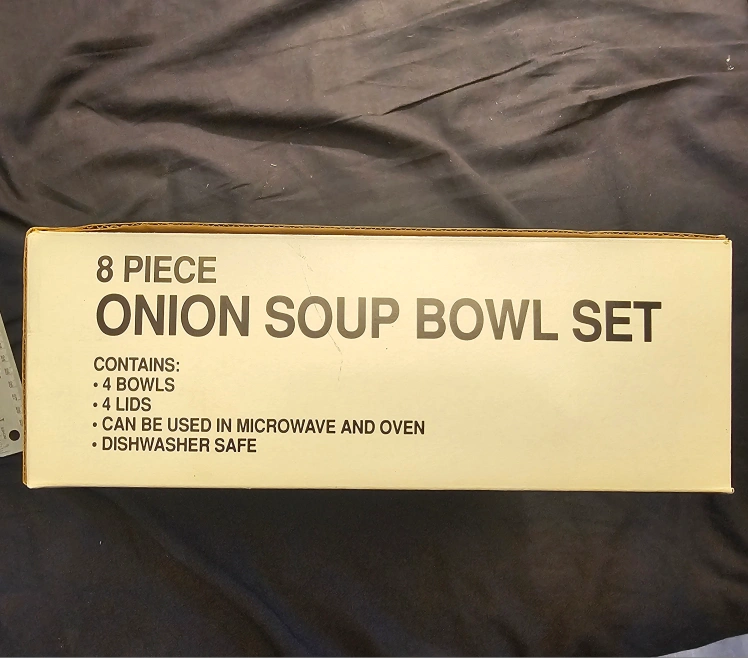 8 PIECE
ONION SOUP BOWL SET
CONTAINS:
• 4 BOWLS
• 4 LIDS
• CAN BE USED IN MICROWAVE AND OVEN
• DISHWASHER SAFE